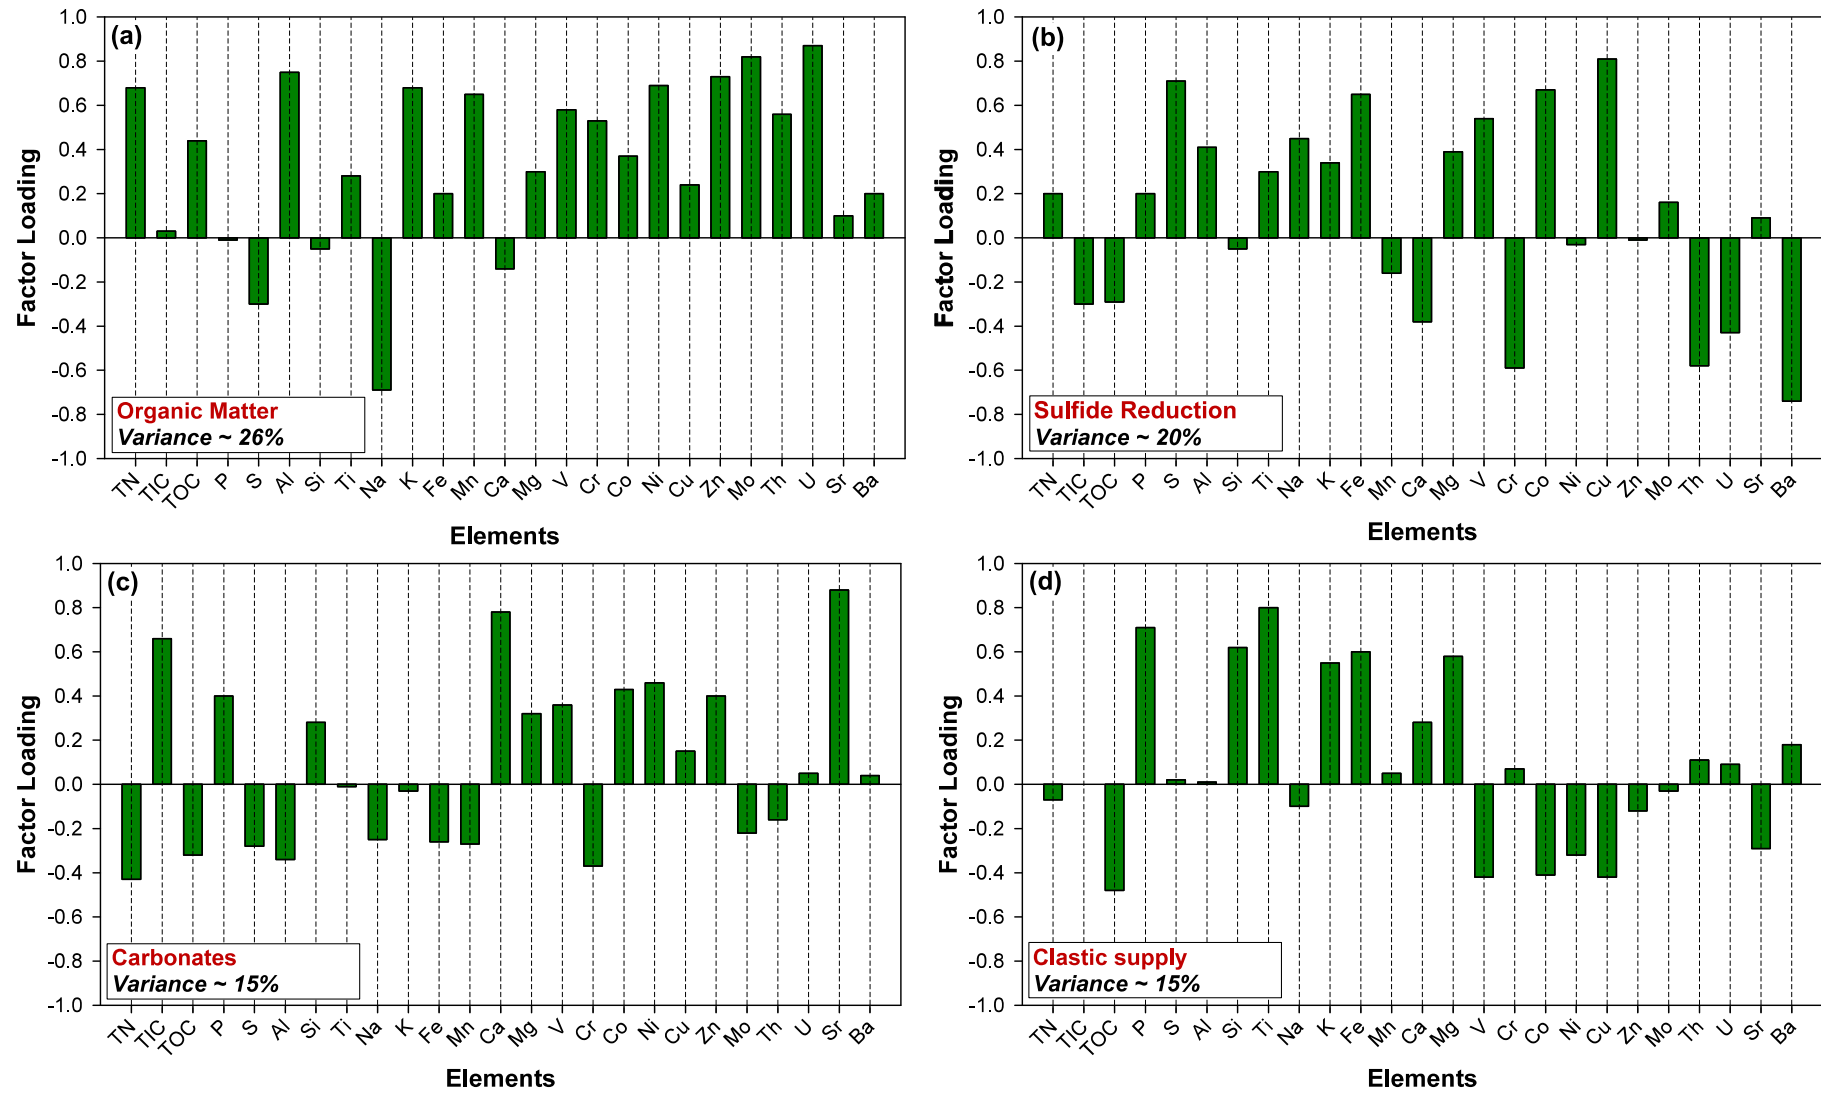 (a)
1.0
0.8
0.6
0.4
0.2
0.0
-0.2
-0.4
-0.6
-0.8
-1.0
Factor Loading
Organic Matter
Variance ~ 26%
TN TIC TOC P S Al Si Ti Na K Fe Mn Ca Mg V Cr Co Ni Cu Zn Mo Th U Sr Ba
Elements
(b)
1.0
0.8
0.6
0.4
0.2
0.0
-0.2
-0.4
-0.6
-0.8
-1.0
Factor Loading
Sulfide Reduction
Variance ~ 20%
TN TIC TOC P S Al Si Ti Na K Fe Mn Ca Mg V Cr Co Ni Cu Zn Mo Th U Sr Ba
Elements
(c)
1.0
0.8
0.6
0.4
0.2
0.0
-0.2
-0.4
-0.6
-0.8
-1.0
Factor Loading
Carbonates
Variance ~ 15%
TN TIC TOC P S Al Si Ti Na K Fe Mn Ca Mg V Cr Co Ni Cu Zn Mo Th U Sr Ba
Elements
(d)
1.0
0.8
0.6
0.4
0.2
0.0
-0.2
-0.4
-0.6
-0.8
-1.0
Factor Loading
Clastic supply
Variance ~ 15%
TN TIC TOC P S Al Si Ti Na K Fe Mn Ca Mg V Cr Co Ni Cu Zn Mo Th U Sr Ba
Elements